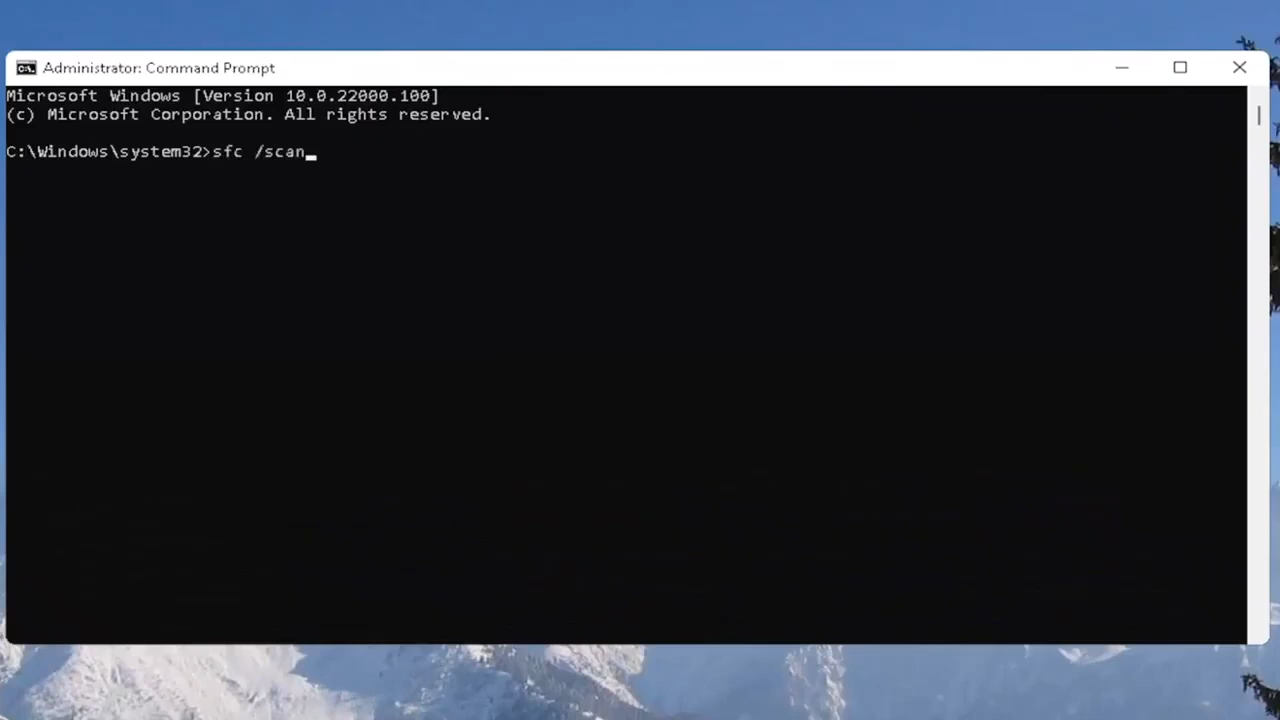 Administrator: Command Prompt
Microsoft Windows [Version 10.0.22000.100]
(c) Microsoft Corporation. All rights reserved.
C:\Windows\system32>sfc /scan